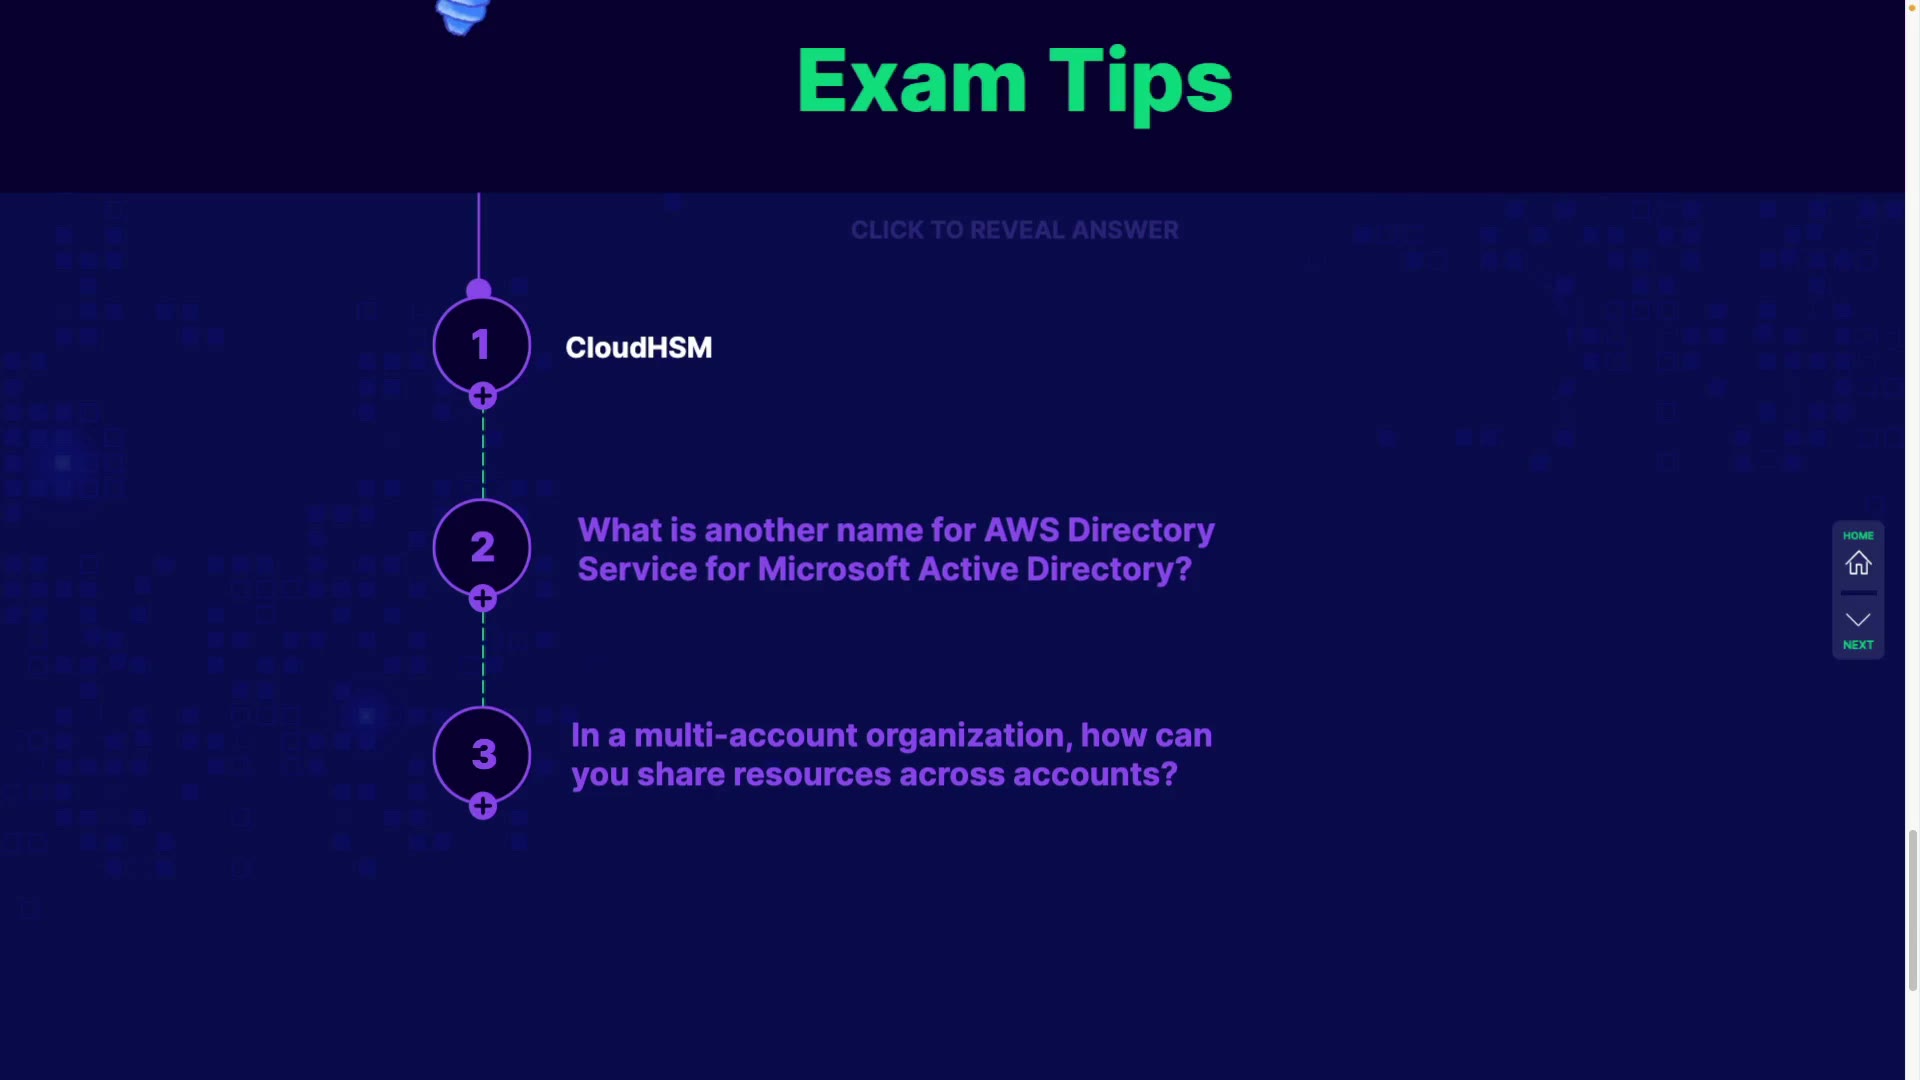 Exam Tips
CLICK TO REVEAL ANSWER
1
CloudHSM
2
What is another name for AWS Directory
Service for Microsoft Active Directory?
HOME
NEXT
3
In a multi-account organization, how can
you share resources across accounts?